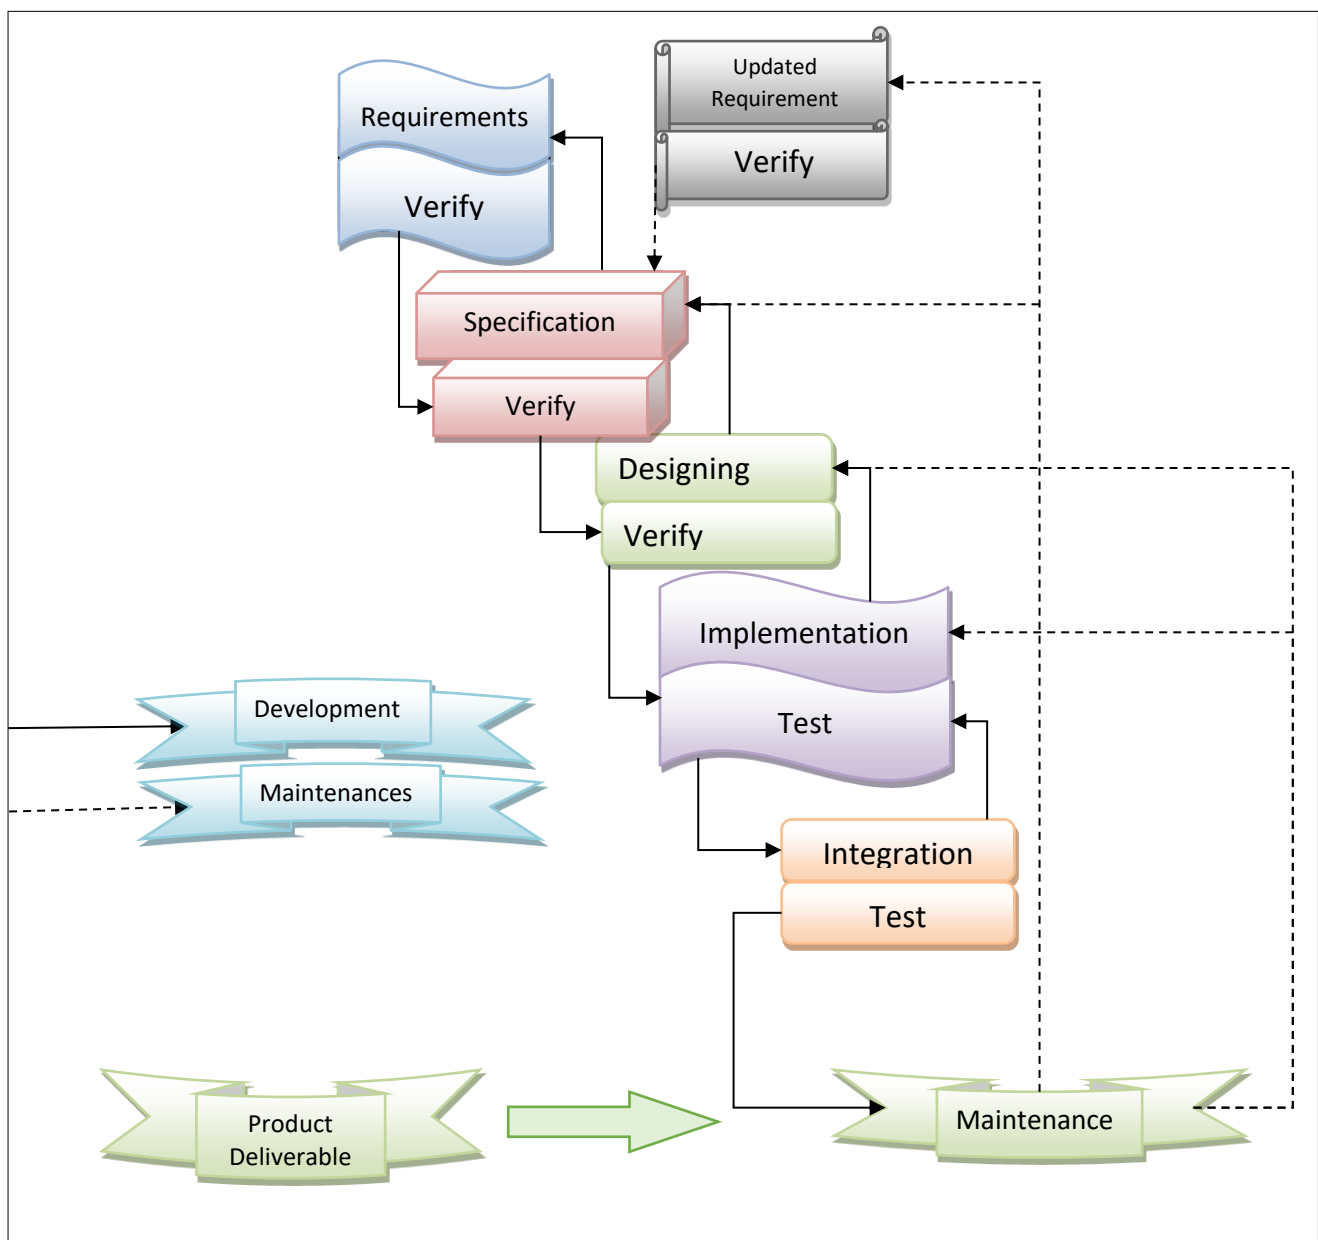 Updated
Requirement
Verify
Requirements
Verify
Specification
Verify
Designing
Verify
Implementation
Test
Development
Maintenances
Integration
Test
Product
Deliverable
Maintenance